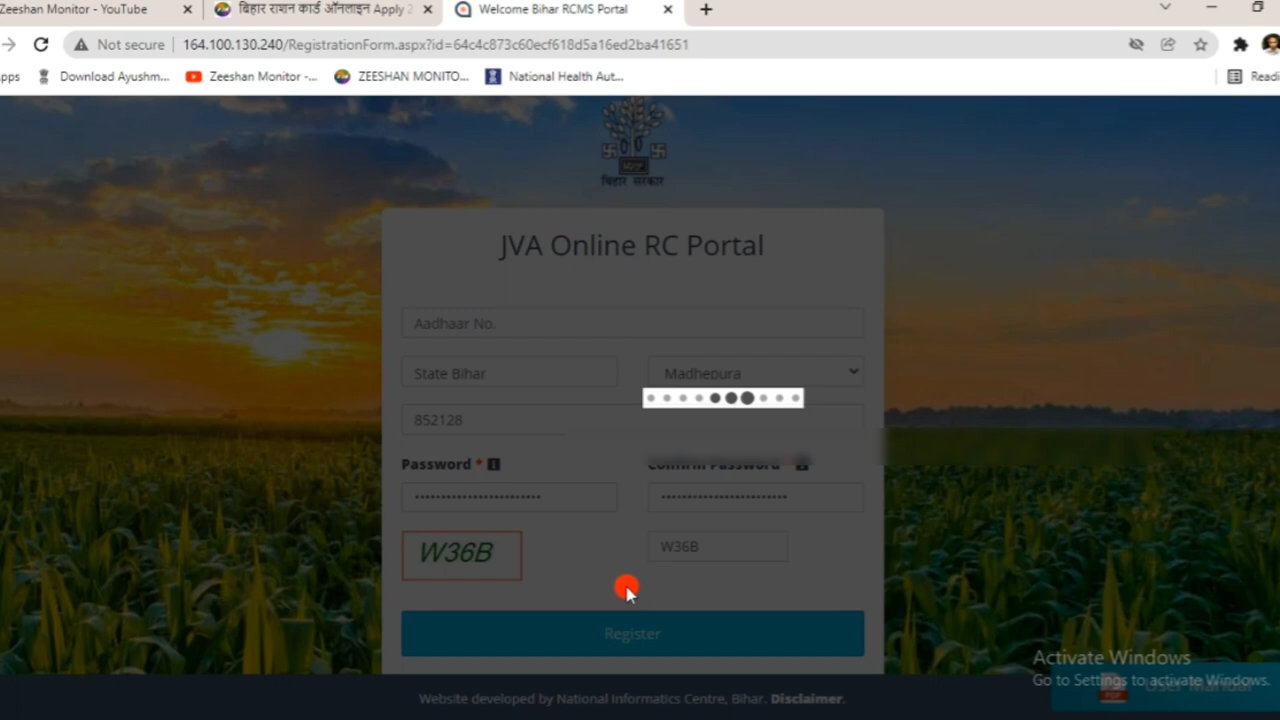 Zeeshan Monitor - YouTube
बिहार राशन कार्ड ऑनलाइन Apply 2
Welcome Bihar RCMS Portal
Not secure
164.100.130.240/RegistrationForm.aspx?id=64c4c873c60ecf618d5a16ed2ba41651
Download Ayushm...
Zeeshan Monitor -...
ZEESHAN MONITO...
National Health Aut...
Readi
बिहार सरकार
JVA Online RC Portal
Aadhaar No.
State Bihar
Madhepura
852128
Password *
Confirm Password
W36B
W36B
Register
Activate Windows
Go to Settings to activate Windows.
User Manual
Website developed by National Informatics Centre, Bihar. Disclaimer.